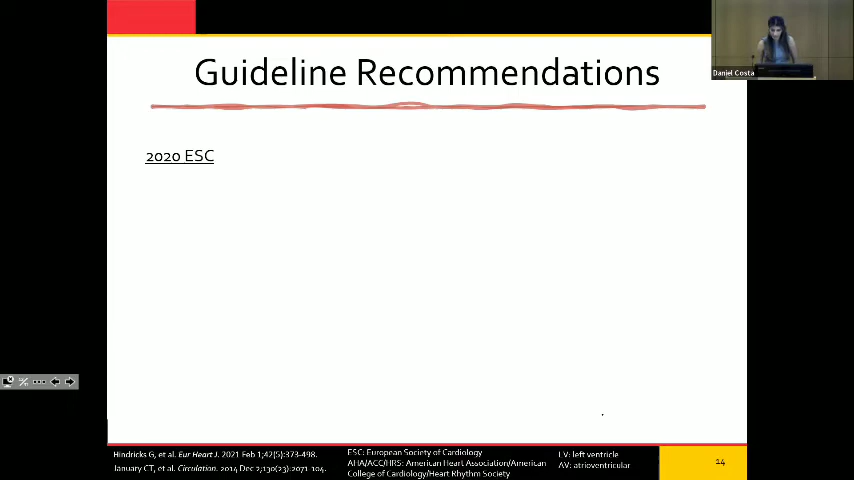 Guideline Recommendations
Daniel Costa
2020 ESC
Hindricks G, et al. Eur Heart J. 2021 Feb 1;42(5):373-498.
January CT, et al. Circulation. 2014 Dec 2;130(23):2071-104.
ESC: European Society of Cardiology
AHA/ACC/HRS: American Heart Association/American
College of Cardiology/Heart Rhythm Society
LV: left ventricle
AV: atrioventricular
14